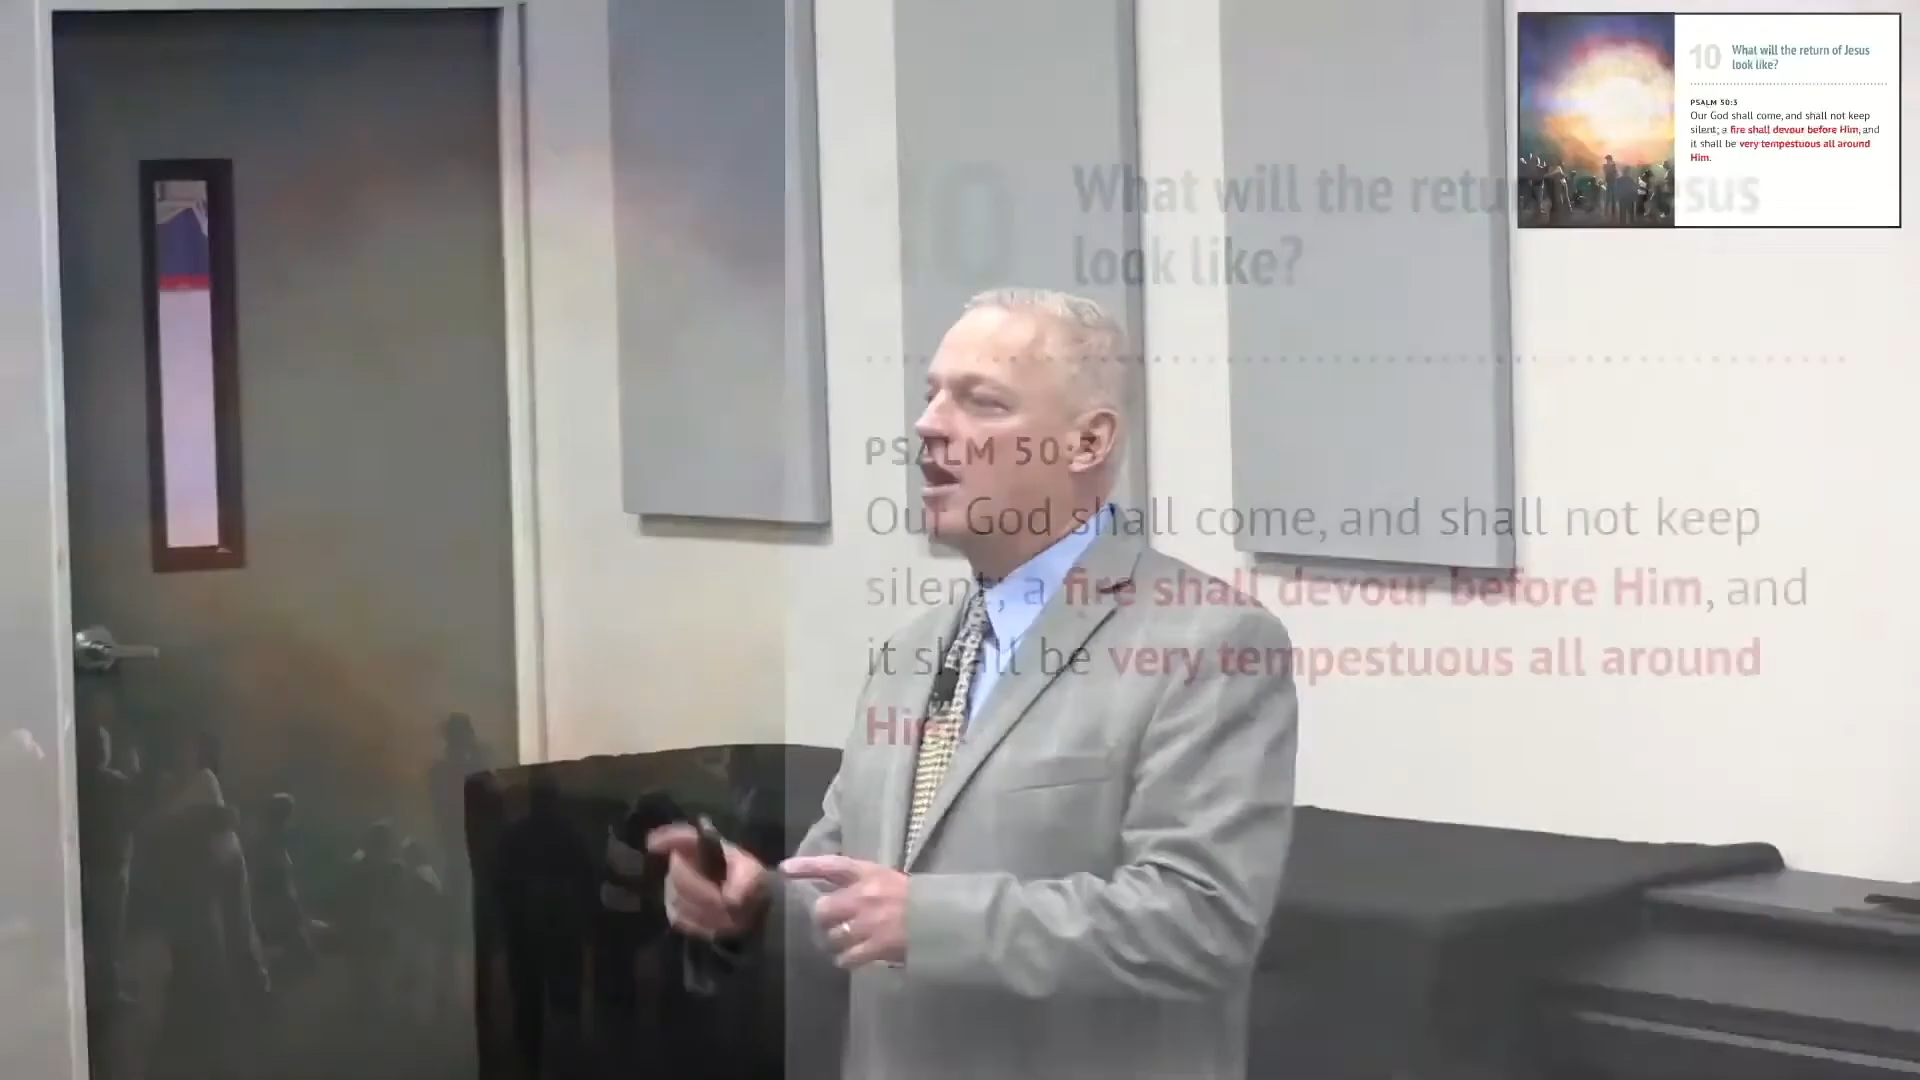 10 What will the return of Jesus
look like?
PSALM 50:3
Our God shall come, and shall not keep
silent; a fire shall devour before Him, and
it shall be very tempestuous all around
Him.
10 What will the return of Jesus
look like?
PSALM 50:3
Our God shall come, and shall not keep
silent; a fire shall devour before Him, and
it shall be very tempestuous all around
Him.